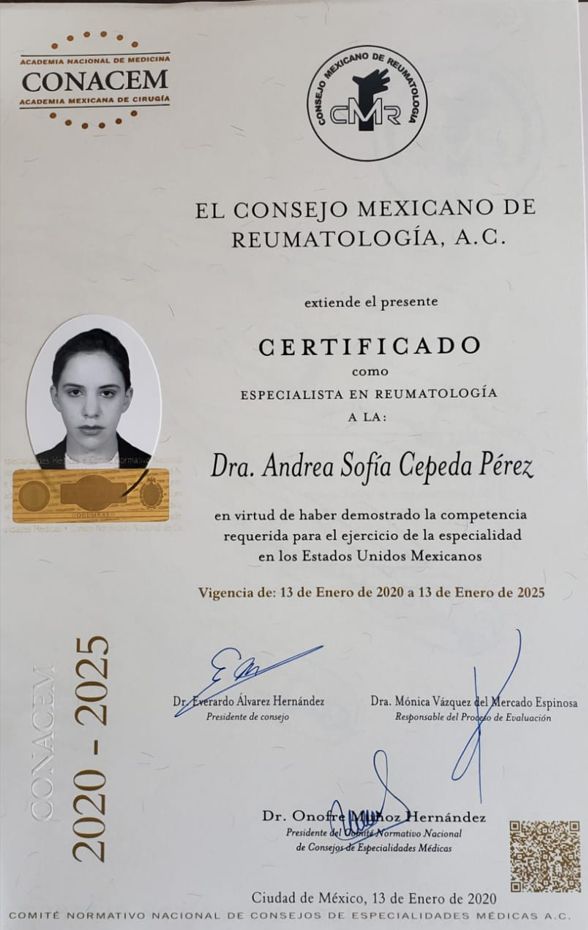 ACADEMIA NACIONAL DE MEDICINA
CONACEM
ACADEMIA MEXICANA DE CIRUGÍA
CONSEJO MEXICANO DE REUMATOLOGIA
CMR
EL CONSEJO MEXICANO DE
REUMATOLOGÍA, A.C.
extiende el presente
CERTIFICADO
como
ESPECIALISTA EN REUMATOLOGÍA
A LA:
Dra. Andrea Sofía Cepeda Pérez
en virtud de haber demostrado la competencia
requerida para el ejercicio de la especialidad
en los Estados Unidos Mexicanos
Vigencia de: 13 de Enero de 2020 a 13 de Enero de 2025
CONACEM
2020 - 2025
Dr. Everardo Álvarez Hernández
Presidente de consejo
Dra. Mónica Vázquez del Mercado Espinosa
Responsable del Proceso de Evaluación
Dr. Onofre Muñoz Hernández
Presidente del Comité Normativo Nacional
de Consejos de Especialidades Médicas
Ciudad de México, 13 de Enero de 2020
COMITÉ NORMATIVO NACIONAL DE CONSEJOS DE ESPECIALIDADES MÉDICAS A.C.